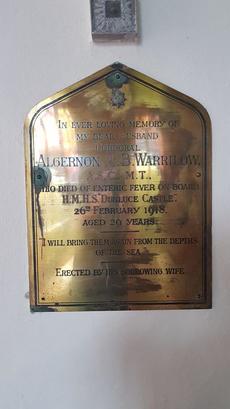 IN EVER LOVING MEMORY OF
MY DEAR HUSBAND
CORPORAL
ALGERNON B. WARRILOW,
A.S.C., M.T.,
WHO DIED OF ENTERIC FEVER ON BOARD
H.M.H.S. "DUNLUCE CASTLE",
26TH FEBRUARY 1918.
AGED 20 YEARS.
"I WILL BRING THEM AGAIN FROM THE DEPTHS
OF THE SEA."
ERECTED BY HIS SORROWING WIFE.